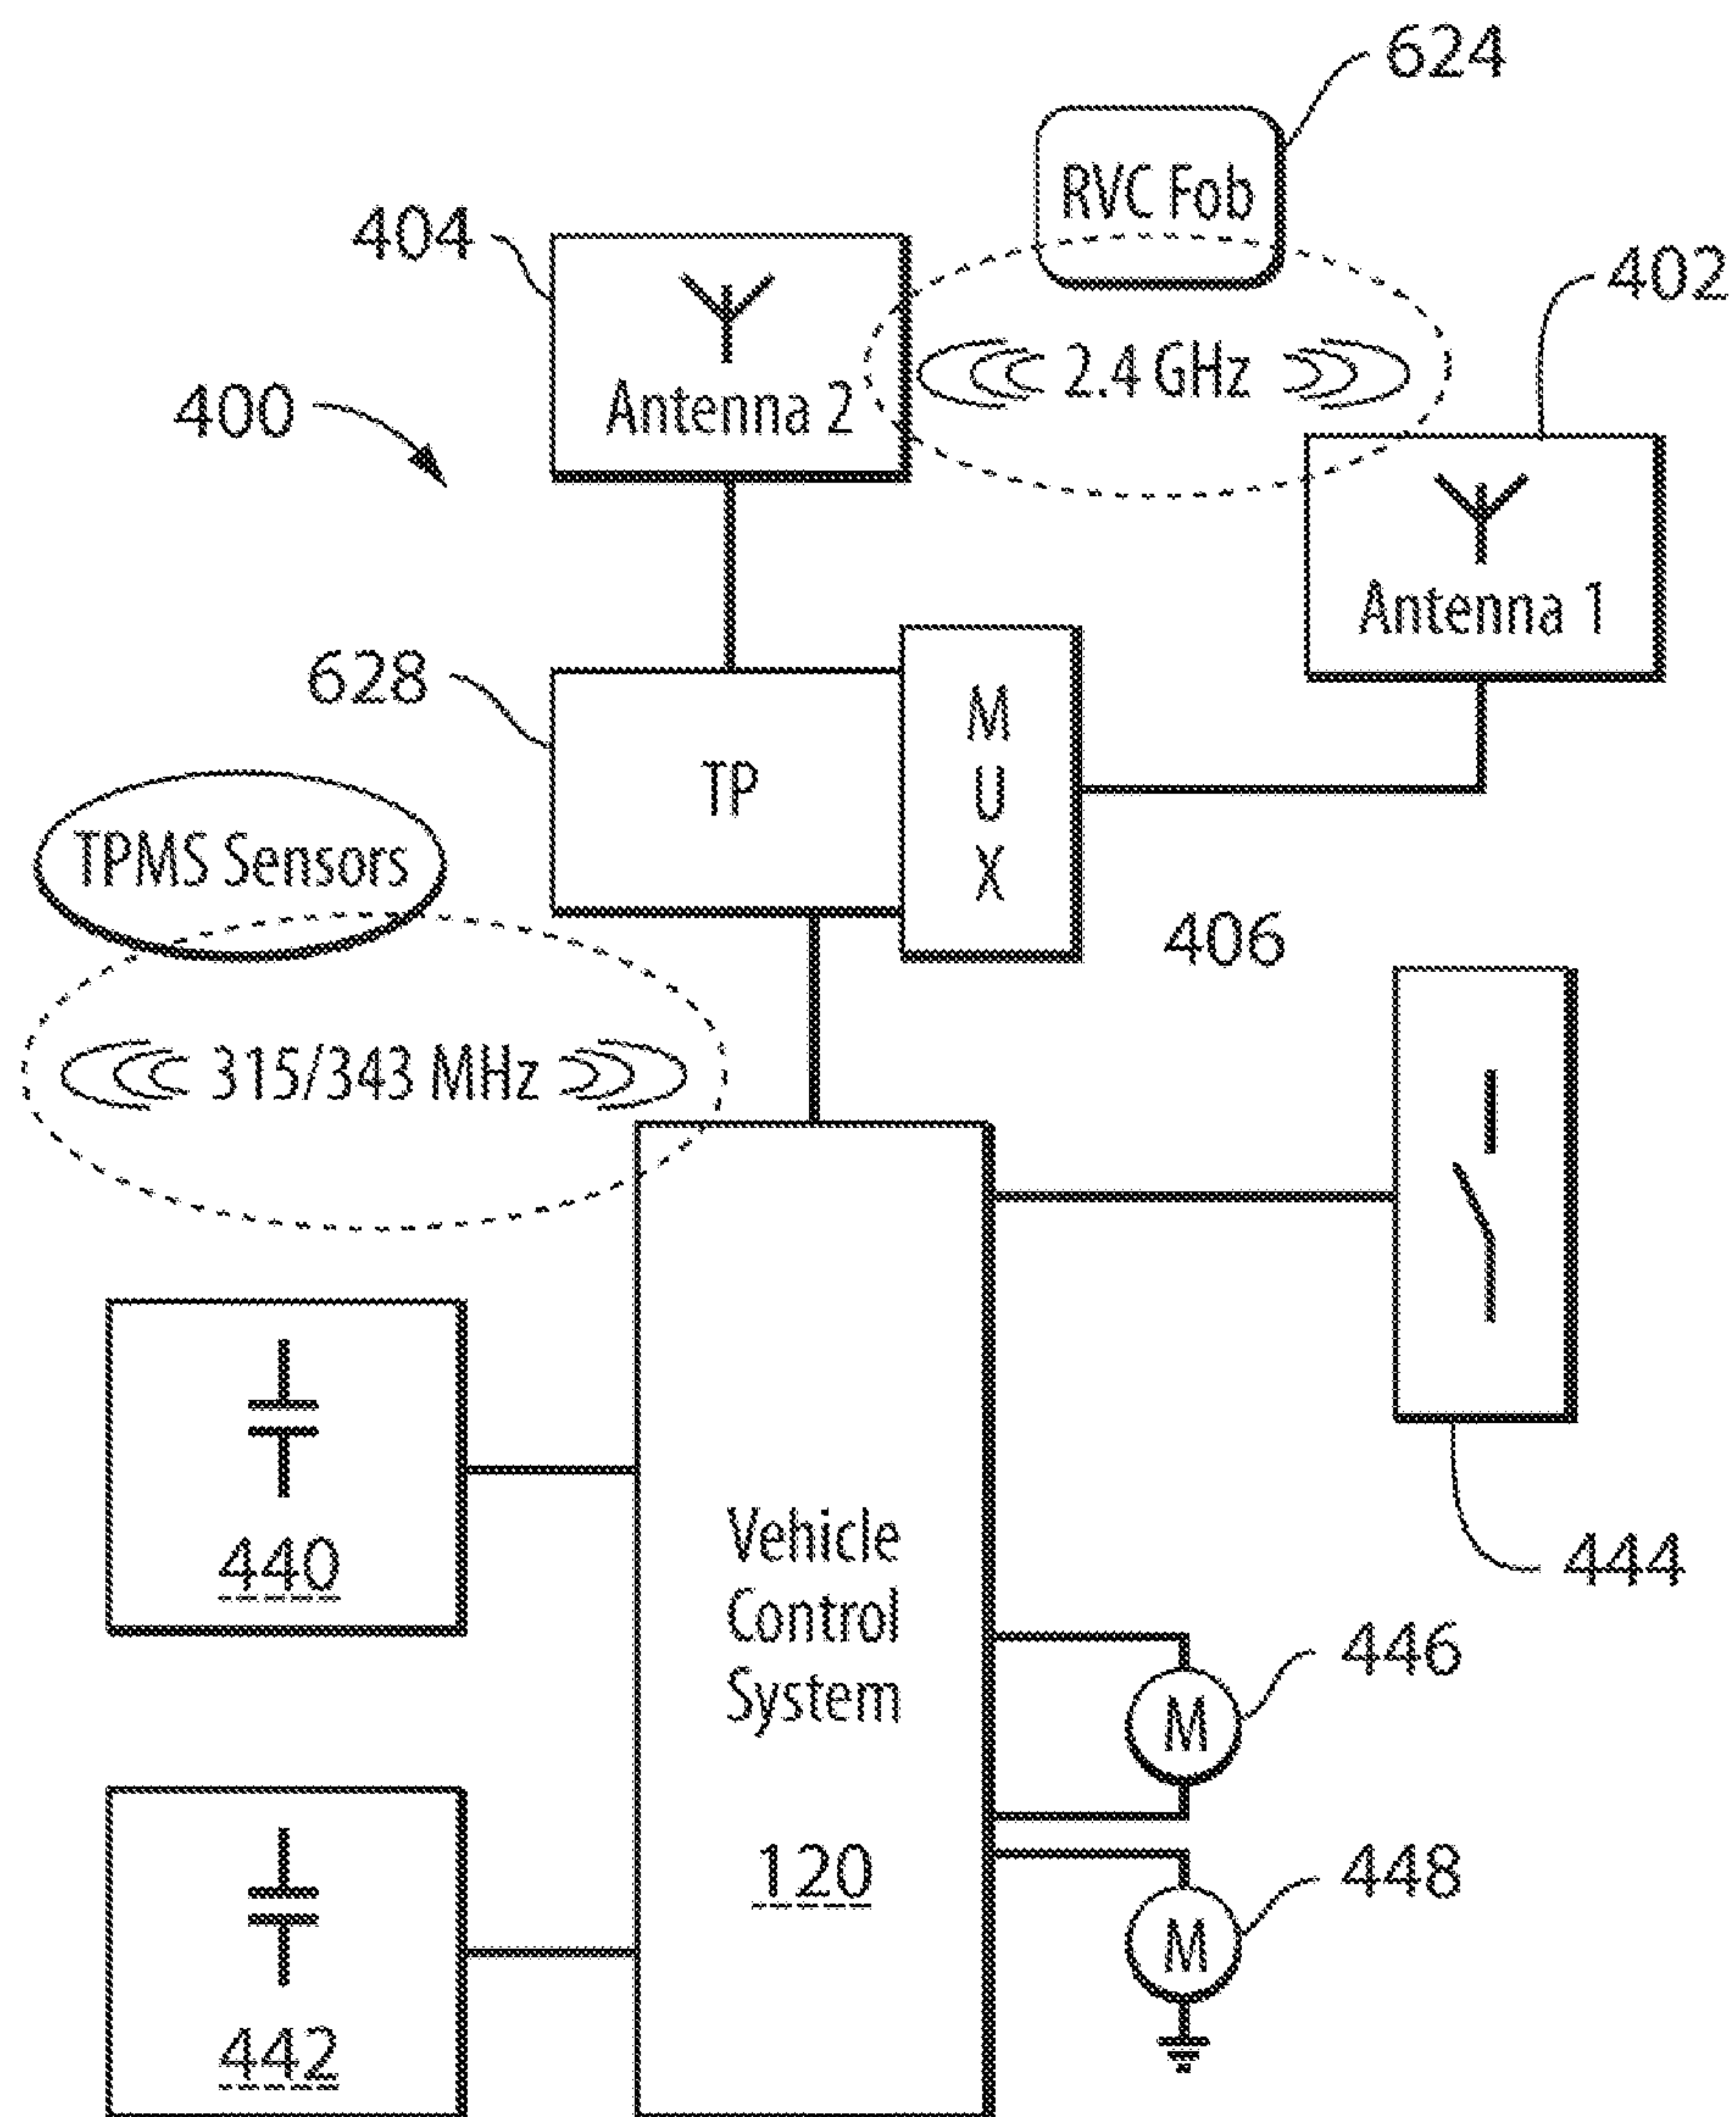 624
RVC Fob
404
402
2.4 GHz
Antenna 2
400
Antenna 1
628
M
U
X
TP
TPMS Sensors
406
315/343 MHz
440
Vehicle
Control
System
444
446
M
120
448
M
442